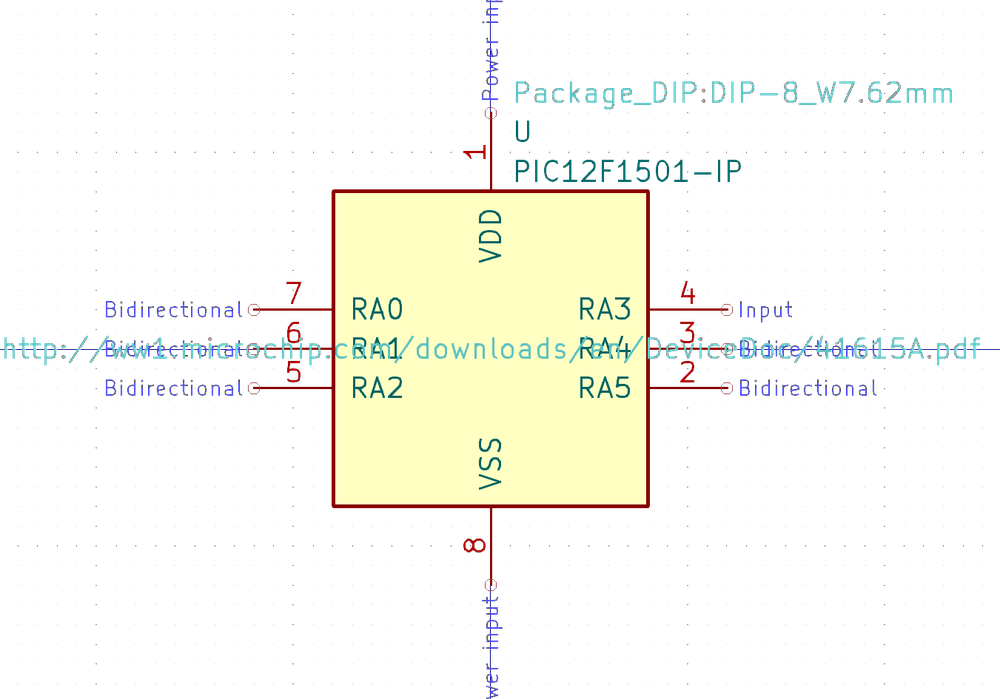 Power inp
Package_DIP:DIP-8_W7.62mm
U
1
PIC12F1501-IP
VDD
Bidirectional 7 RA0 RA3 4 Input
Bidirectional 6 RA1 RA4 3 Bidirectional
http://ww1.microchip.com/downloads/en/DeviceDoc/41615A.pdf
Bidirectional 5 RA2 RA5 2 Bidirectional
VSS
8
wer input